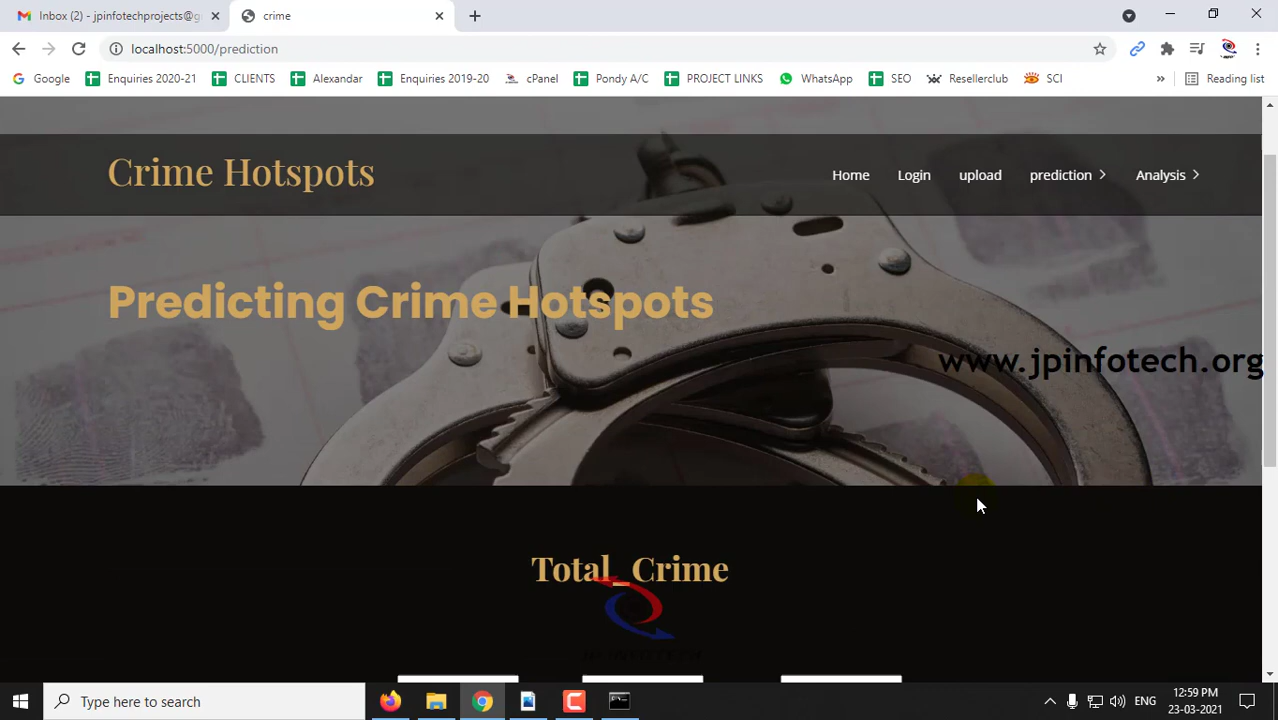 Inbox (2) - jpinfotechprojects@g
crime
localhost:5000/prediction
Google
Enquiries 2020-21
CLIENTS
Alexandar
Enquiries 2019-20
cPanel
Pondy A/C
PROJECT LINKS
WhatsApp
SEO
Resellerclub
SCI
»
Reading list
Crime Hotspots
Home
Login
upload
prediction
Analysis
Predicting Crime Hotspots
www.jpinfotech.org
Total_Crime
JP INFOTECH
Type here to search
ENG
12:59 PM
23-03-2021